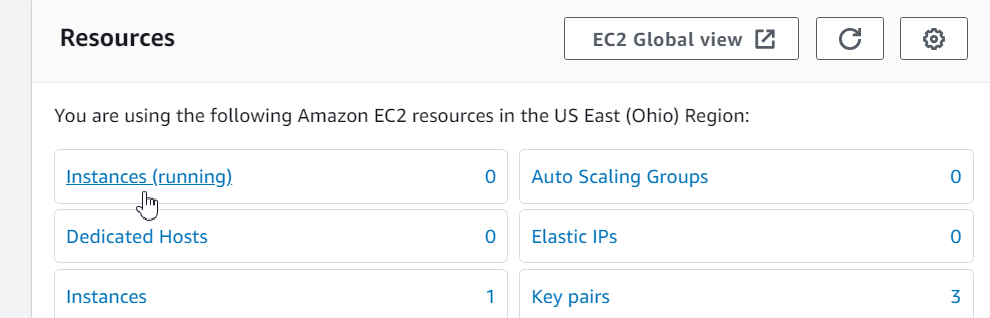 Resources
EC2 Global view
You are using the following Amazon EC2 resources in the US East (Ohio) Region:
Instances (running) 0
Auto Scaling Groups 0
Dedicated Hosts 0
Elastic IPs 0
Instances 1
Key pairs 3